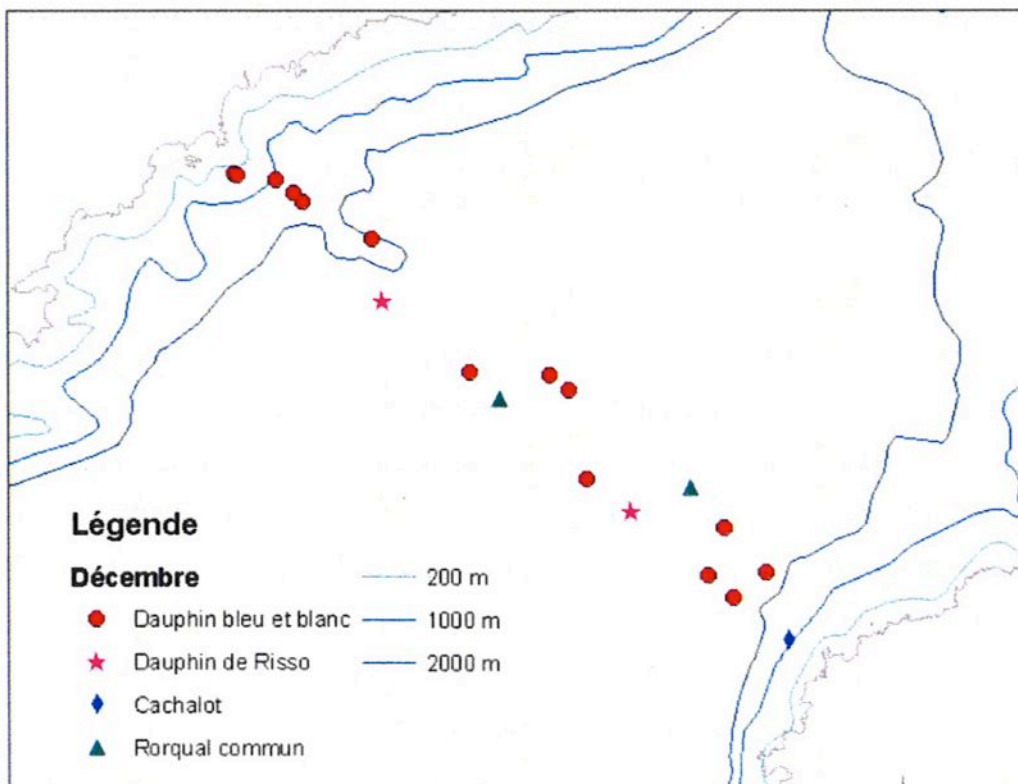 Légende
Décembre
Dauphin bleu et blanc
Dauphin de Risso
Cachalot
Rorqual commun
200 m
1000 m
2000 m